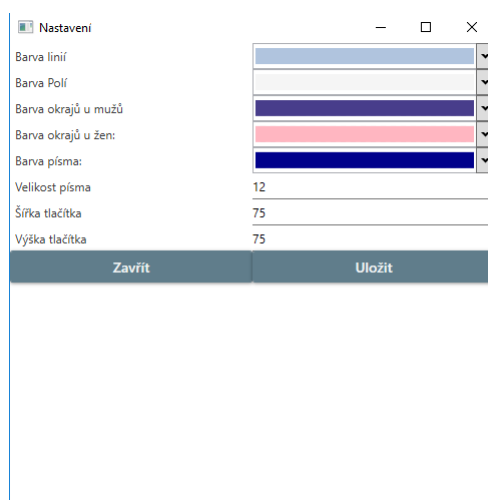 Nastavení
Barva linií
Barva Polí
Barva okrajů u mužů
Barva okrajů u žen:
Barva písma:
Velikost písma 12
Šířka tlačítka 75
Výška tlačítka 75
Zavřít Uložit